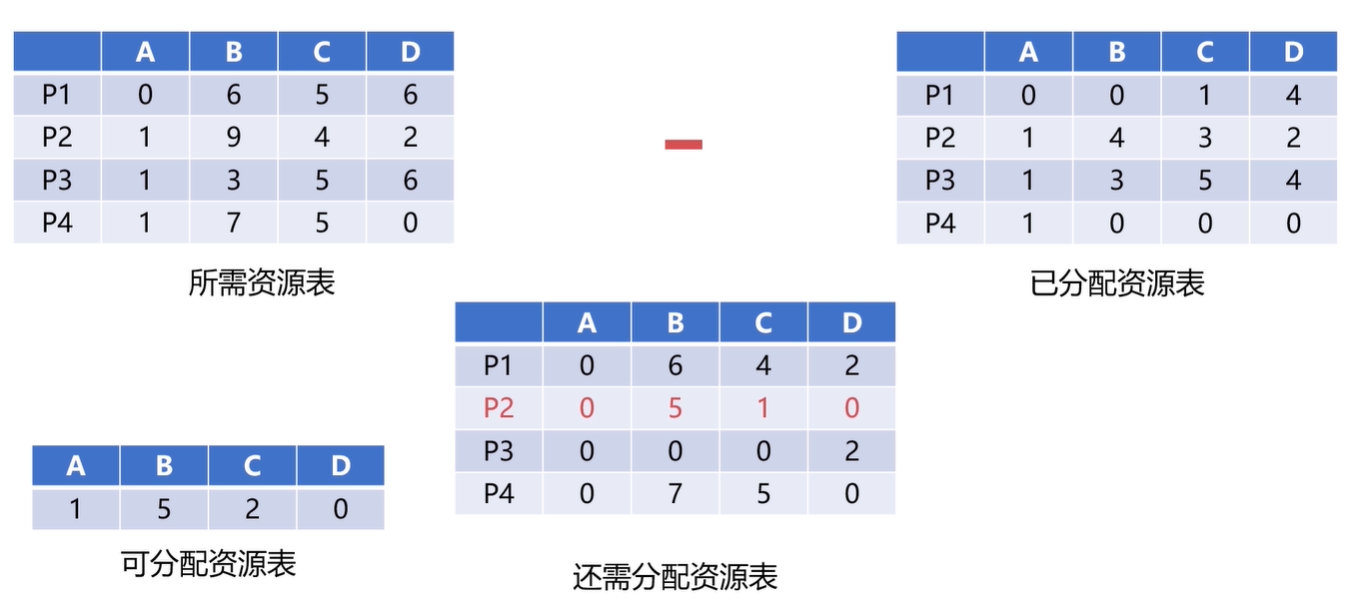 A B C D
P1 0 6 5 6
P2 1 9 4 2
P3 1 3 5 6
P4 1 7 5 0
所需资源表
-
A B C D
P1 0 0 1 4
P2 1 4 3 2
P3 1 3 5 4
P4 1 0 0 0
已分配资源表
A B C D
1 5 2 0
可分配资源表
A B C D
P1 0 6 4 2
P2 0 5 1 0
P3 0 0 0 2
P4 0 7 5 0
还需分配资源表